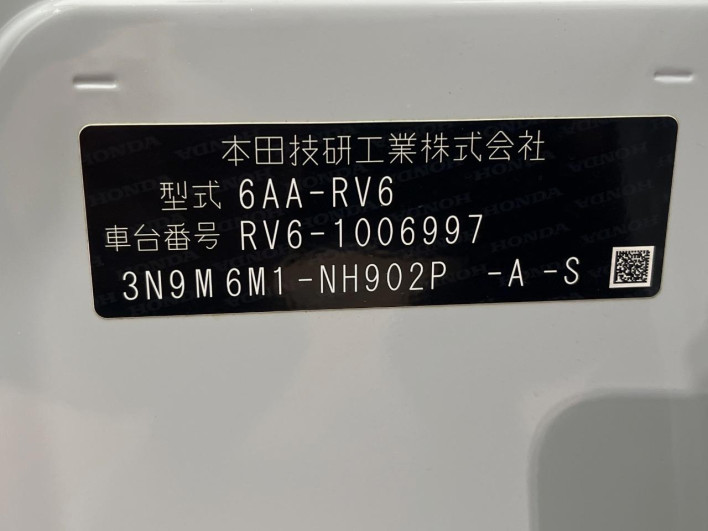 本田技研工業株式会社
型式 6AA-RV6
車台番号 RV6-1006997
3N9M6M1-NH902P -A-S